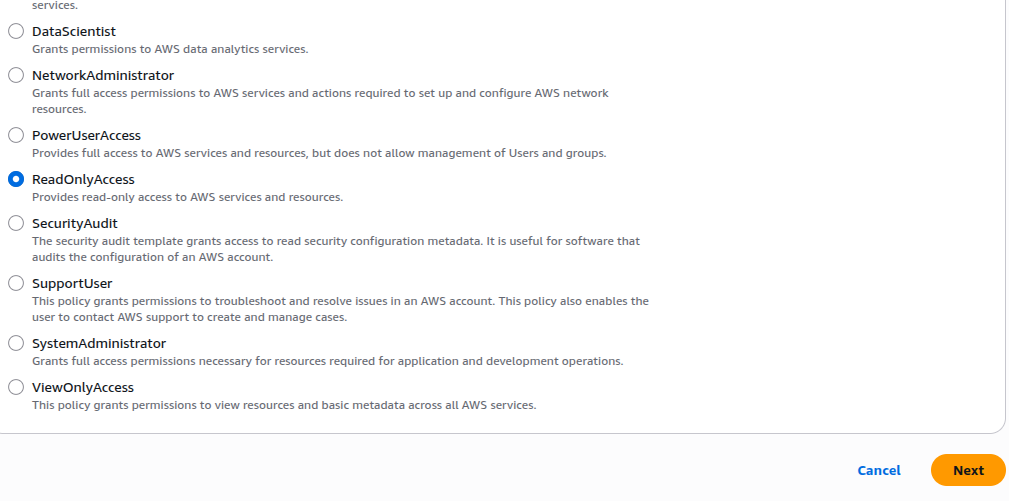 services.
DataScientist
Grants permissions to AWS data analytics services.
NetworkAdministrator
Grants full access permissions to AWS services and actions required to set up and configure AWS network
resources.
PowerUserAccess
Provides full access to AWS services and resources, but does not allow management of Users and groups.
ReadOnlyAccess
Provides read-only access to AWS services and resources.
SecurityAudit
The security audit template grants access to read security configuration metadata. It is useful for software that
audits the configuration of an AWS account.
SupportUser
This policy grants permissions to troubleshoot and resolve issues in an AWS account. This policy also enables the
user to contact AWS support to create and manage cases.
SystemAdministrator
Grants full access permissions necessary for resources required for application and development operations.
ViewOnlyAccess
This policy grants permissions to view resources and basic metadata across all AWS services.
Cancel Next